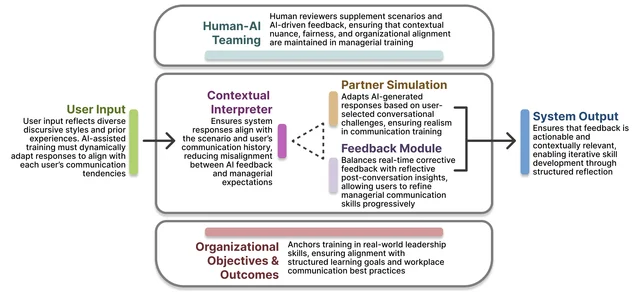 Human-AI
Teaming
Human reviewers supplement scenarios and
AI-driven feedback, ensuring that contextual
nuance, fairness, and organizational alignment
are maintained in managerial training
User Input
User input reflects diverse
discursive styles and prior
experiences. AI-assisted
training must dynamically
adapt responses to align with
each user's communication
tendencies
Contextual
Interpreter
Ensures system
responses align with
the scenario and user's
communication history,
reducing misalignment
between AI feedback
and managerial
expectations
Partner Simulation
Adapts AI-generated
responses based on user-
selected conversational
challenges, ensuring realism
in communication training
Feedback Module
Balances real-time corrective
feedback with reflective
post-conversation insights,
allowing users to refine
managerial communication
skills progressively
System Output
Ensures that feedback is
actionable and
contextually relevant,
enabling iterative skill
development through
structured reflection
Organizational
Objectives &
Outcomes
Anchors training in real-world leadership
skills, ensuring alignment with
structured learning goals and workplace
communication best practices